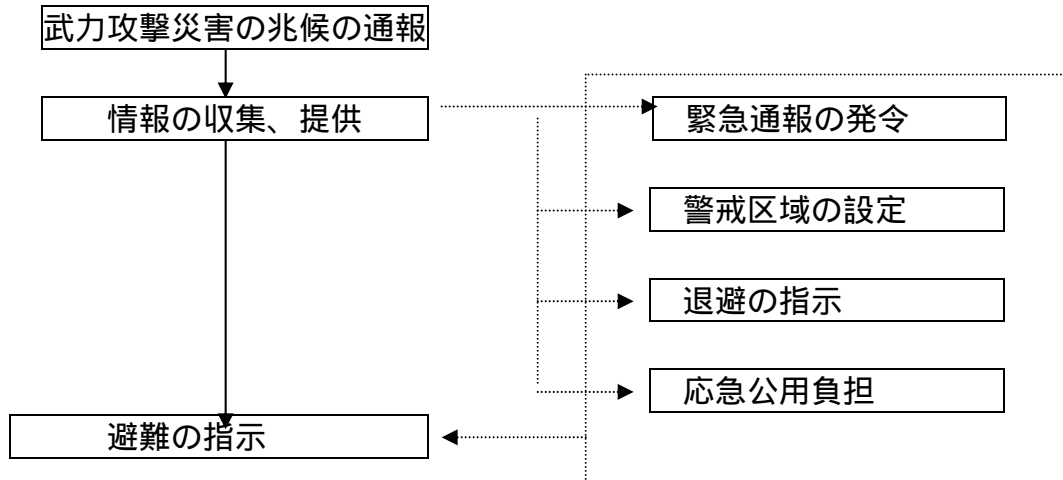 武力攻撃災害の兆候の通報
情報の収集、提供
緊急通報の発令
警戒区域の設定
退避の指示
応急公用負担
避難の指示